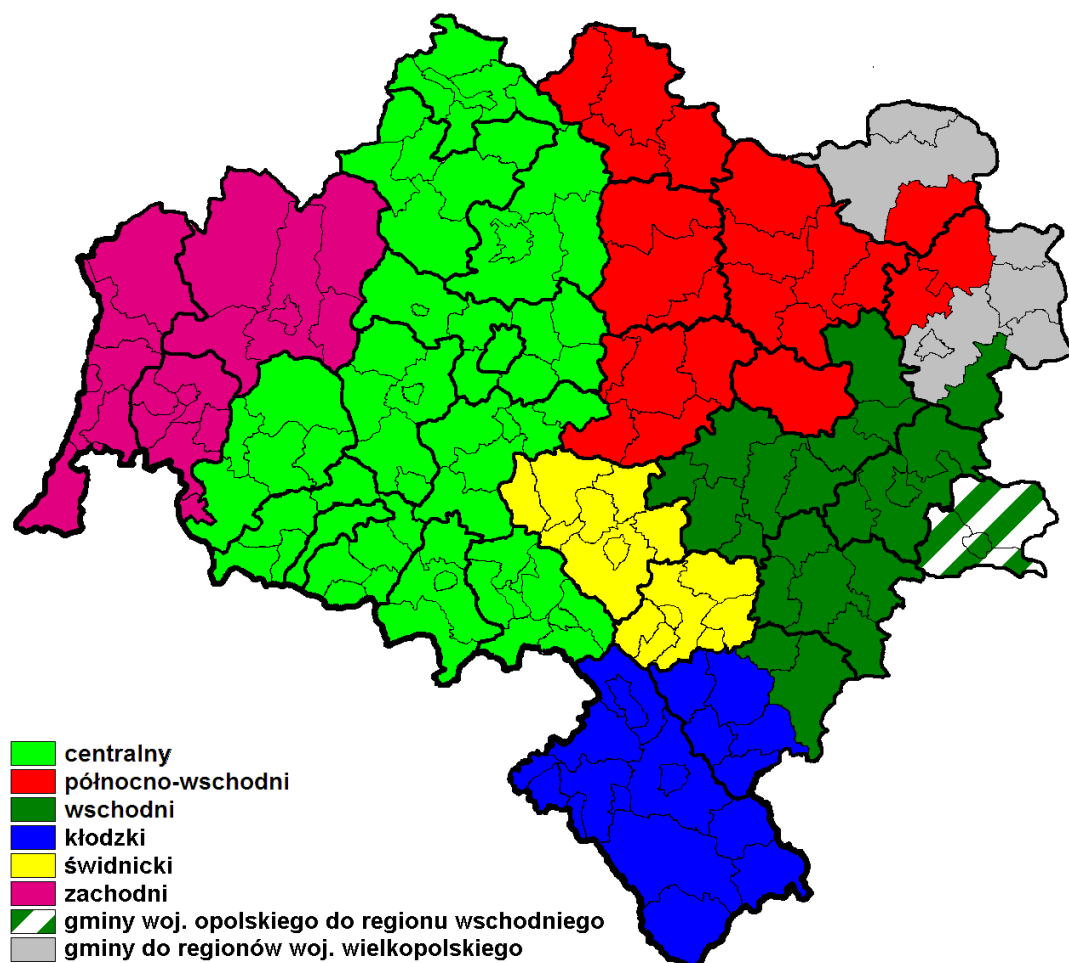 centralny
północno-wschodni
wschodni
kłodzki
świdnicki
zachodni
gminy woj. opolskiego do regionu wschodniego
gminy do regionów woj. wielkopolskiego